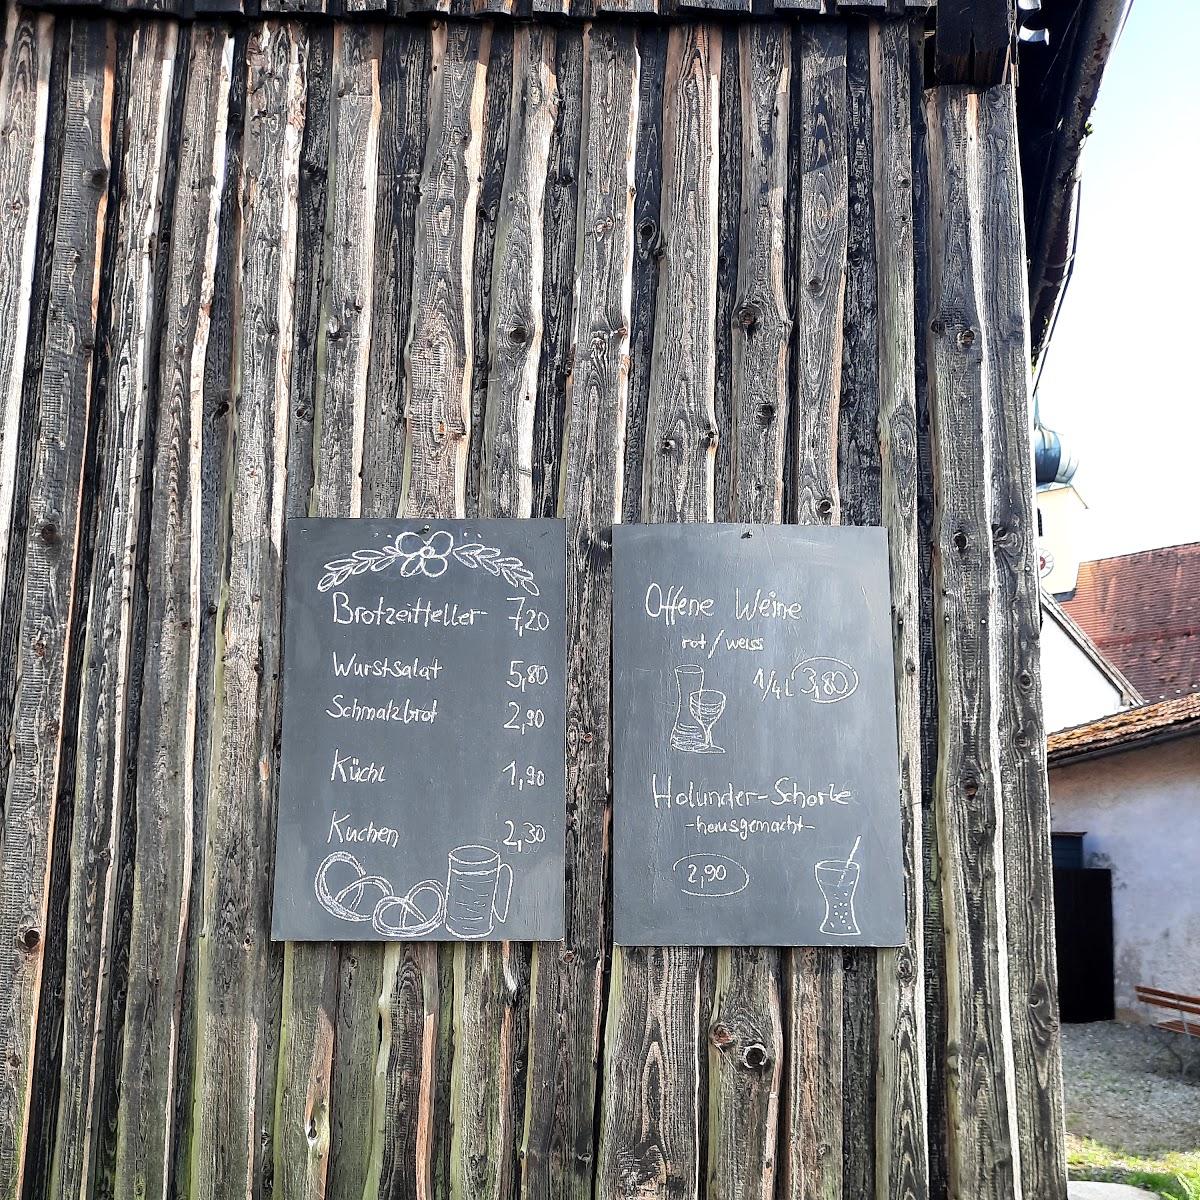 Brotzeitteller 7,20
Wurstsalat 5,80
Schmalzbrot 2,90
Küchl 1,90
Kuchen 2,30
Offene Weine
rot/weiss
1/4 L 3,80
Holunder-Schorle
-hausgemacht-
2,90